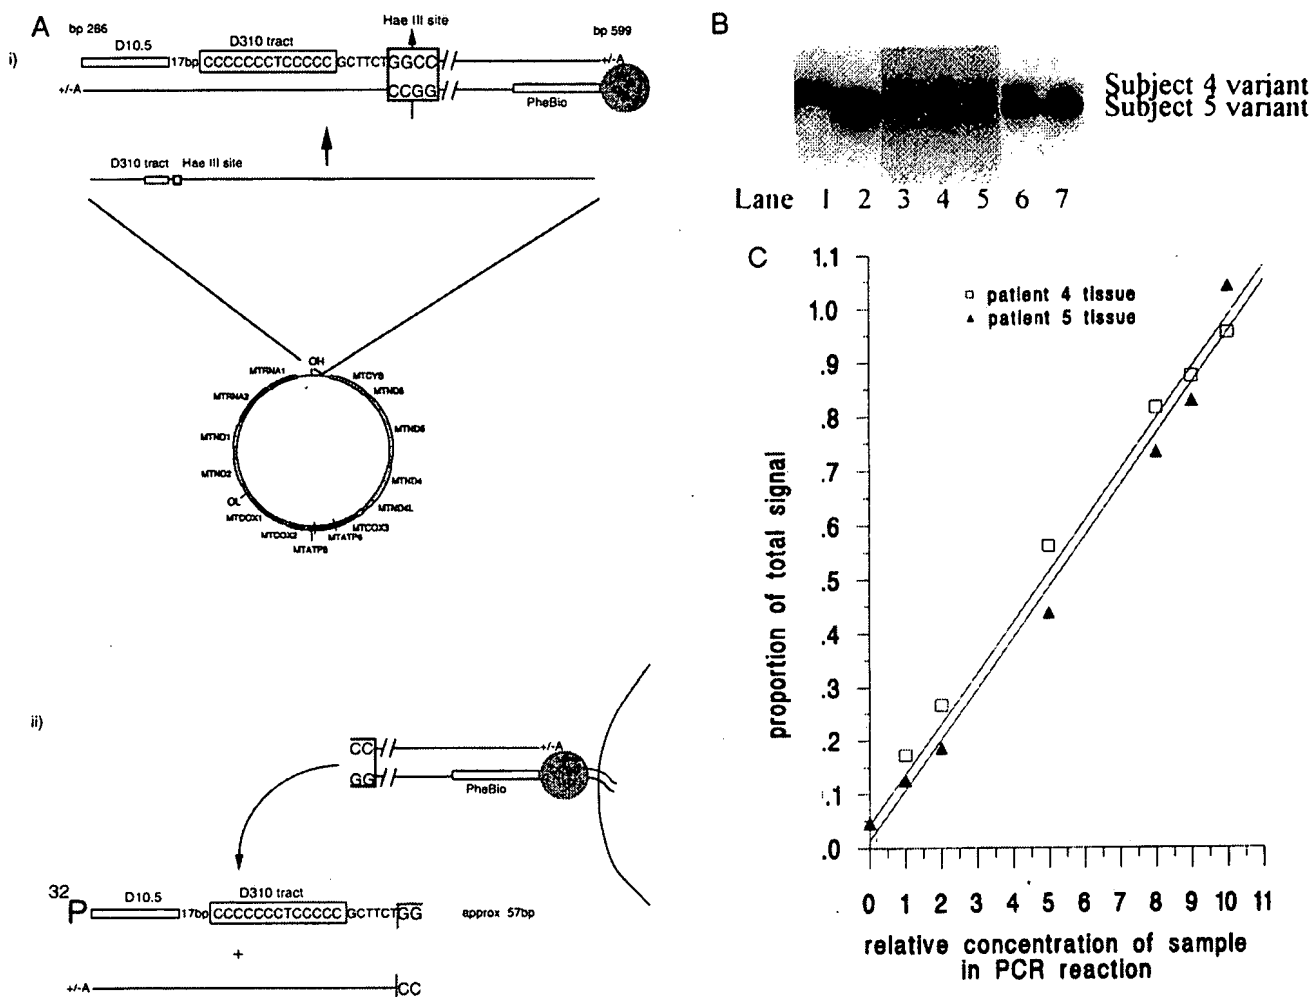 A
i)
bp 286
D10.5
17bp
D310 tract
CCCCCCCTCCCCC
GCTTCT
GGCC
Hae III site
bp 599
+/-A
+/-A
CCGG
PheBio
D310 tract
Hae III site
OH
MTRNA1
MTCYB
MTRNA2
MTND6
MTND1
MTND5
MTND2
MTND4
OL
MTND4L
MTCOX1
MTCOX3
MTCOX2
MTATP6
MTATP8
ii)
CC
+/-A
GG
PheBio
32
P
D10.5
17bp
D310 tract
CCCCCCCTCCCCC
GCTTCT
GG
approx 57bp
+
+/-A
CC
B
Subject 4 variant
Subject 5 variant
Lane 1 2 3 4 5 6 7
C
patient 4 tissue
patient 5 tissue
proportion of total signal
1.1
1.0
.9
.8
.7
.6
.5
.4
.3
.2
.1
.0
0 1 2 3 4 5 6 7 8 9 10 11
relative concentration of sample
in PCR reaction